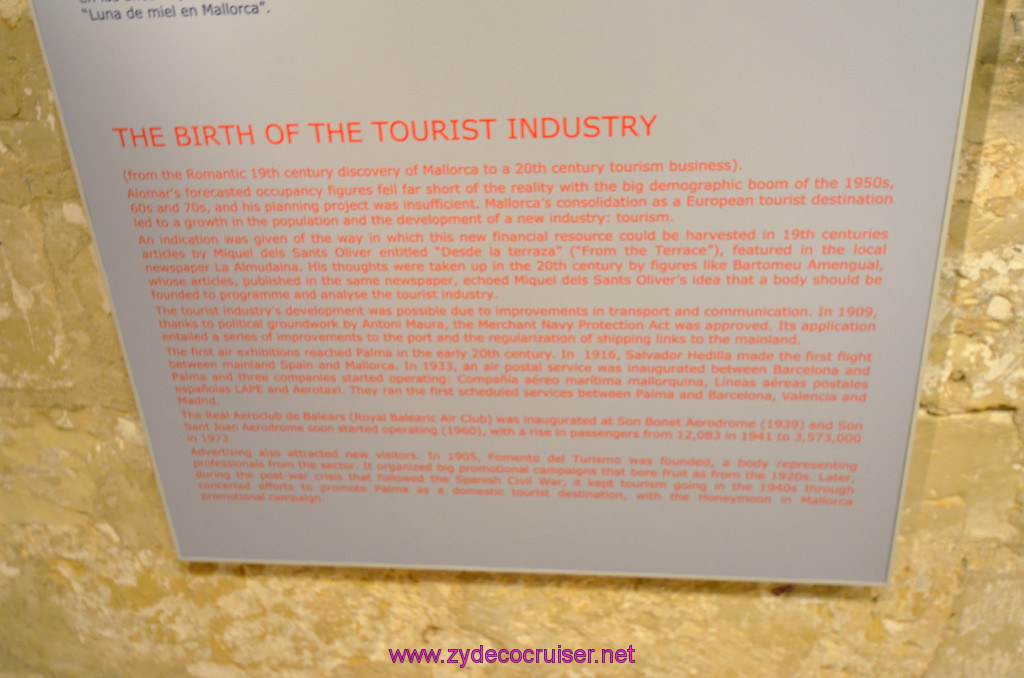 "Luna de miel en Mallorca".
THE BIRTH OF THE TOURIST INDUSTRY
(from the Romantic 19th century discovery of Mallorca to a 20th century tourism business).
Alomar's forecasted occupancy figures fell far short of the reality with the big demographic boom of the 1950s,
60s and 70s, and his planning project was insufficient. Mallorca's consolidation as a European tourist destination
led to a growth in the population and the development of a new industry: tourism.
An indication was given of the way in which this new financial resource could be harvested in 19th centuries
articles by Miquel dels Sants Oliver entitled "Desde la terraza" ("From the Terrace"), featured in the local
newspaper La Almudaina. His thoughts were taken up in the 20th century by figures like Bartomeu Amengual,
whose articles, published in the same newspaper, echoed Miquel dels Sants Oliver's idea that a body should be
founded to programme and analyse the tourist industry.
The tourist industry's development was possible due to improvements in transport and communication. In 1909,
thanks to political groundwork by Antoni Maura, the Merchant Navy Protection Act was approved. Its application
entailed a series of improvements to the port and the regularization of shipping links to the mainland.
The first air exhibitions reached Palma in the early 20th century. In 1916, Salvador Hedilla made the first flight
between mainland Spain and Mallorca. In 1933, an air postal service was inaugurated between Barcelona and
Palma and three companies started operating: Compañia aéreo marítima mallorquina, Líneas aéreas postales
españolas LAPE and Aerotaxi. They ran the first scheduled services between Palma and Barcelona, Valencia and
Madrid.
The Real Aeroclub de Balears (Royal Balearic Air Club) was inaugurated at Son Bonet Aerodrome (1939) and Son
Sant Joan Aerodrome soon started operating (1960), with a rise in passengers from 12,083 in 1941 to 3,573,000
in 1973.
Advertising also attracted new visitors. In 1905, Fomento del Turismo was founded, a body representing
professionals from the sector. It organized big promotional campaigns that bore fruit as from the 1920s. Later,
during the post-war crisis that followed the Spanish Civil War, it kept tourism going in the 1940s through
concerted efforts to promote Palma as a domestic tourist destination, with the Honeymoon in Mallorca
promotional campaign.
www.zydecocruiser.net